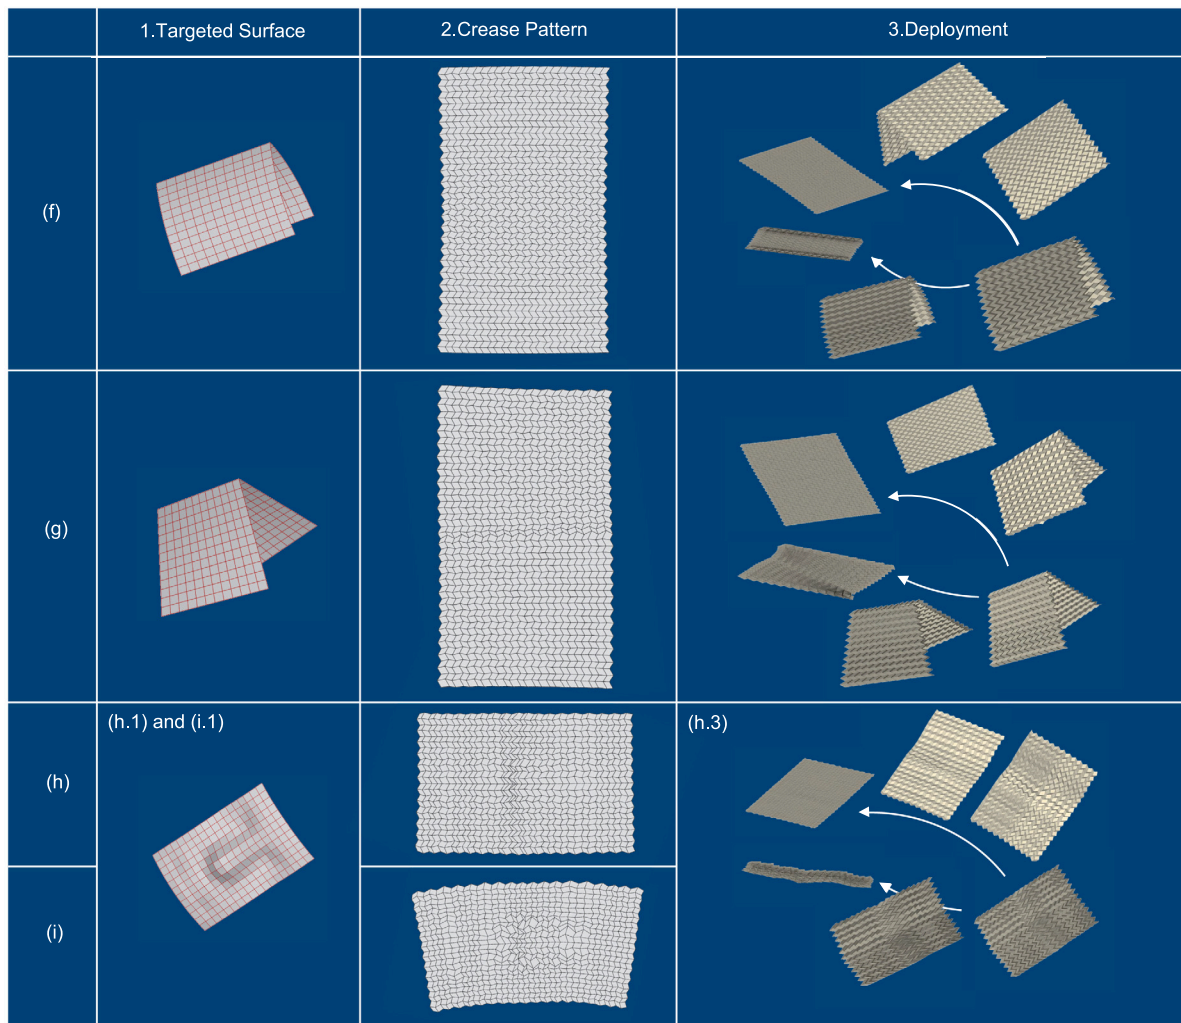 1.Targeted Surface
2.Crease Pattern
3.Deployment
(f)
(g)
(h.1) and (i.1)
(h.3)
(h)
(i)